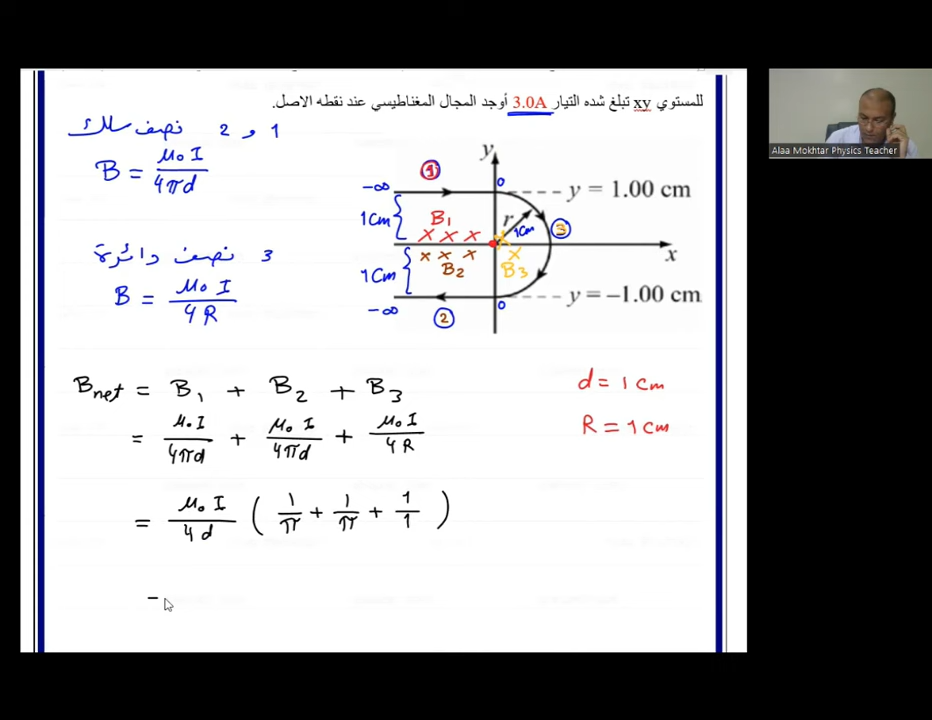 للمستوي xy تبلغ شده التيار 3.0A أوجد المجال المغناطيسي عند نقطه الاصل.
Alaa Mokhtar Physics Teacher
1 و 2 نصف سلك
B = μ₀ I / 4πd
3 نصف دائرة
B = μ₀ I / 4R
y
①
-∞
0
y = 1.00 cm
1cm
B₁
r
1cm
③
× × ×
x
× × ×
B₂
B₃
1cm
-∞
②
0
y = –1.00 cm
Bnet = B₁ + B₂ + B₃
d = 1 cm
= μ₀ I / 4πd + μ₀ I / 4πd + μ₀ I / 4R
R = 1 cm
= μ₀ I / 4d ( 1/π + 1/π + 1/1 )